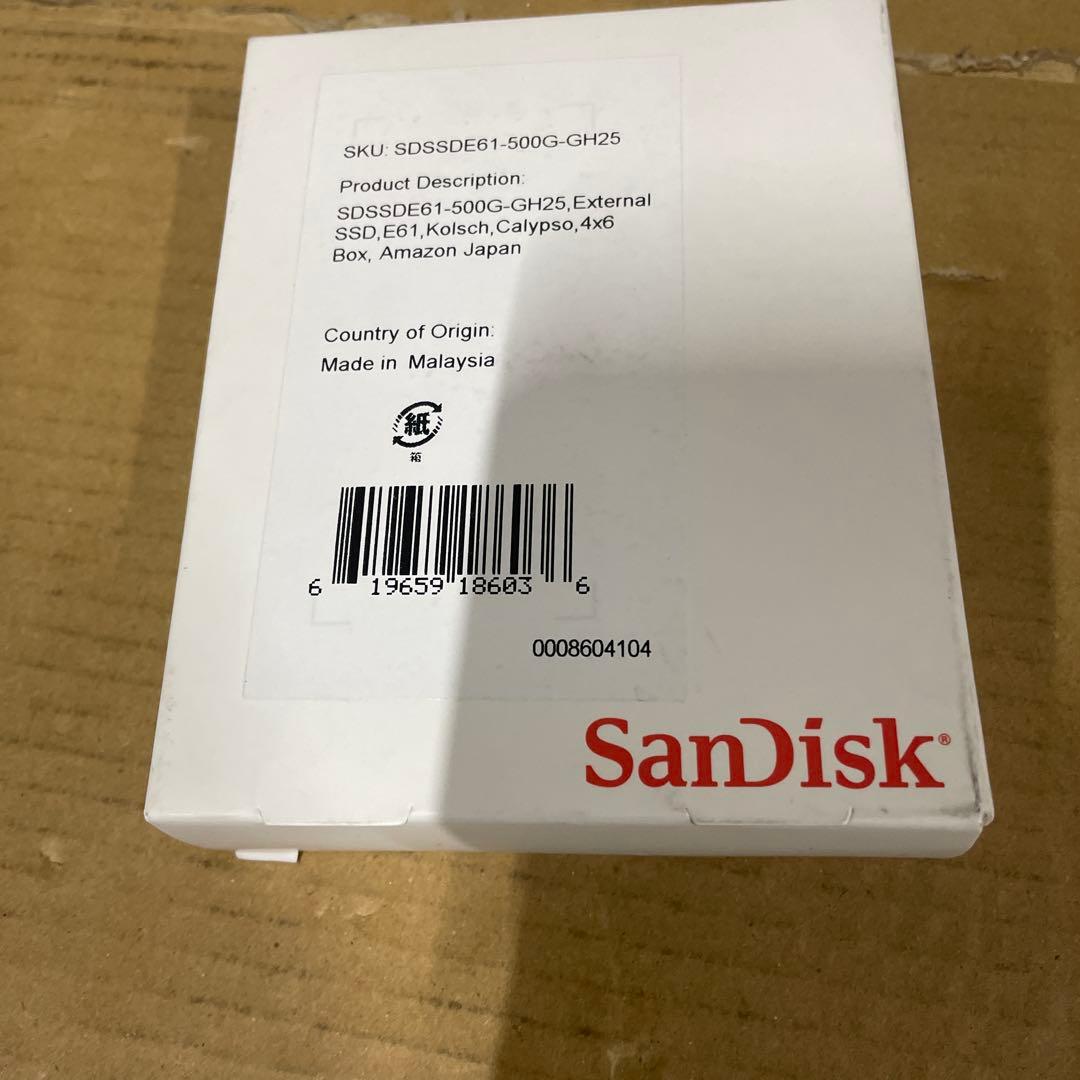 SKU: SDSSDE61-500G-GH25
Product Description:
SDSSDE61-500G-GH25,External
SSD,E61,Kolsch,Calypso,4x6
Box, Amazon Japan
Country of Origin:
Made in Malaysia
紙
箱
6 19659 18603 6
0008604104
SanDisk®